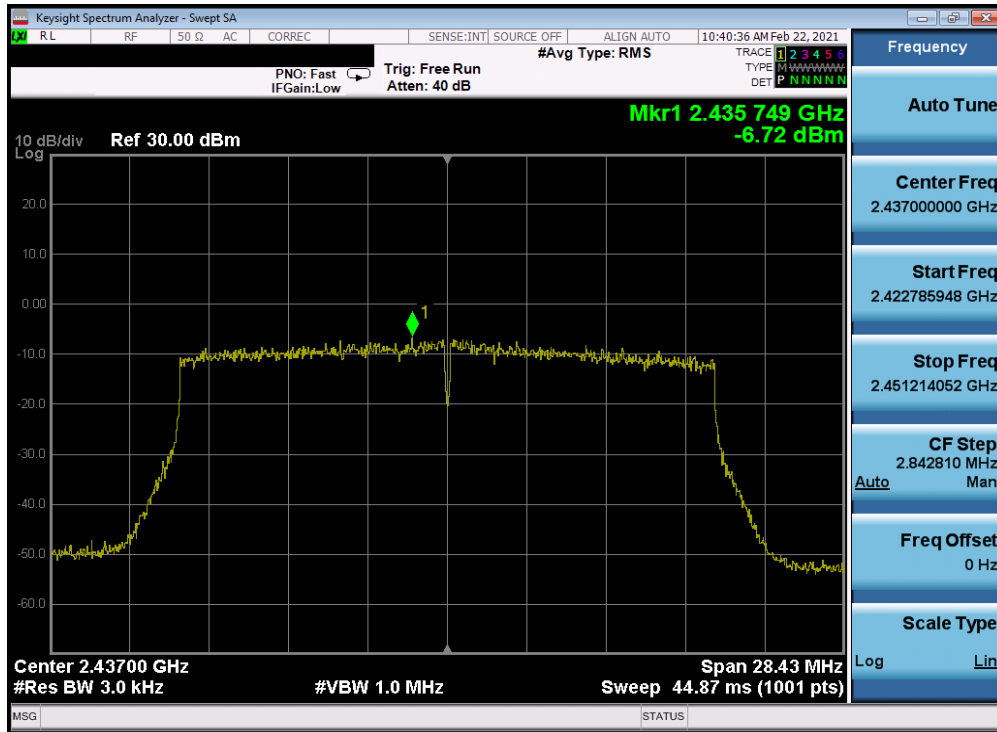 Keysight Spectrum Analyzer - Swept SA
LXI RL RF 50 Ω AC CORREC SENSE:INT SOURCE OFF ALIGN AUTO 10:40:36 AM Feb 22, 2021
#Avg Type: RMS
PNO: Fast
IFGain:Low
Trig: Free Run
Atten: 40 dB
TRACE 1 2 3 4 5 6
TYPE M W W W W W
DET P N N N N N
Mkr1 2.435 749 GHz
-6.72 dBm
10 dB/div Ref 30.00 dBm
Log
20.0
10.0
0.00
-10.0
-20.0
-30.0
-40.0
-50.0
-60.0
1
Center 2.43700 GHz Span 28.43 MHz
#Res BW 3.0 kHz #VBW 1.0 MHz Sweep 44.87 ms (1001 pts)
MSG STATUS
Frequency
Auto Tune
Center Freq
2.437000000 GHz
Start Freq
2.422785948 GHz
Stop Freq
2.451214052 GHz
CF Step
2.842810 MHz
Auto Man
Freq Offset
0 Hz
Scale Type
Log Lin